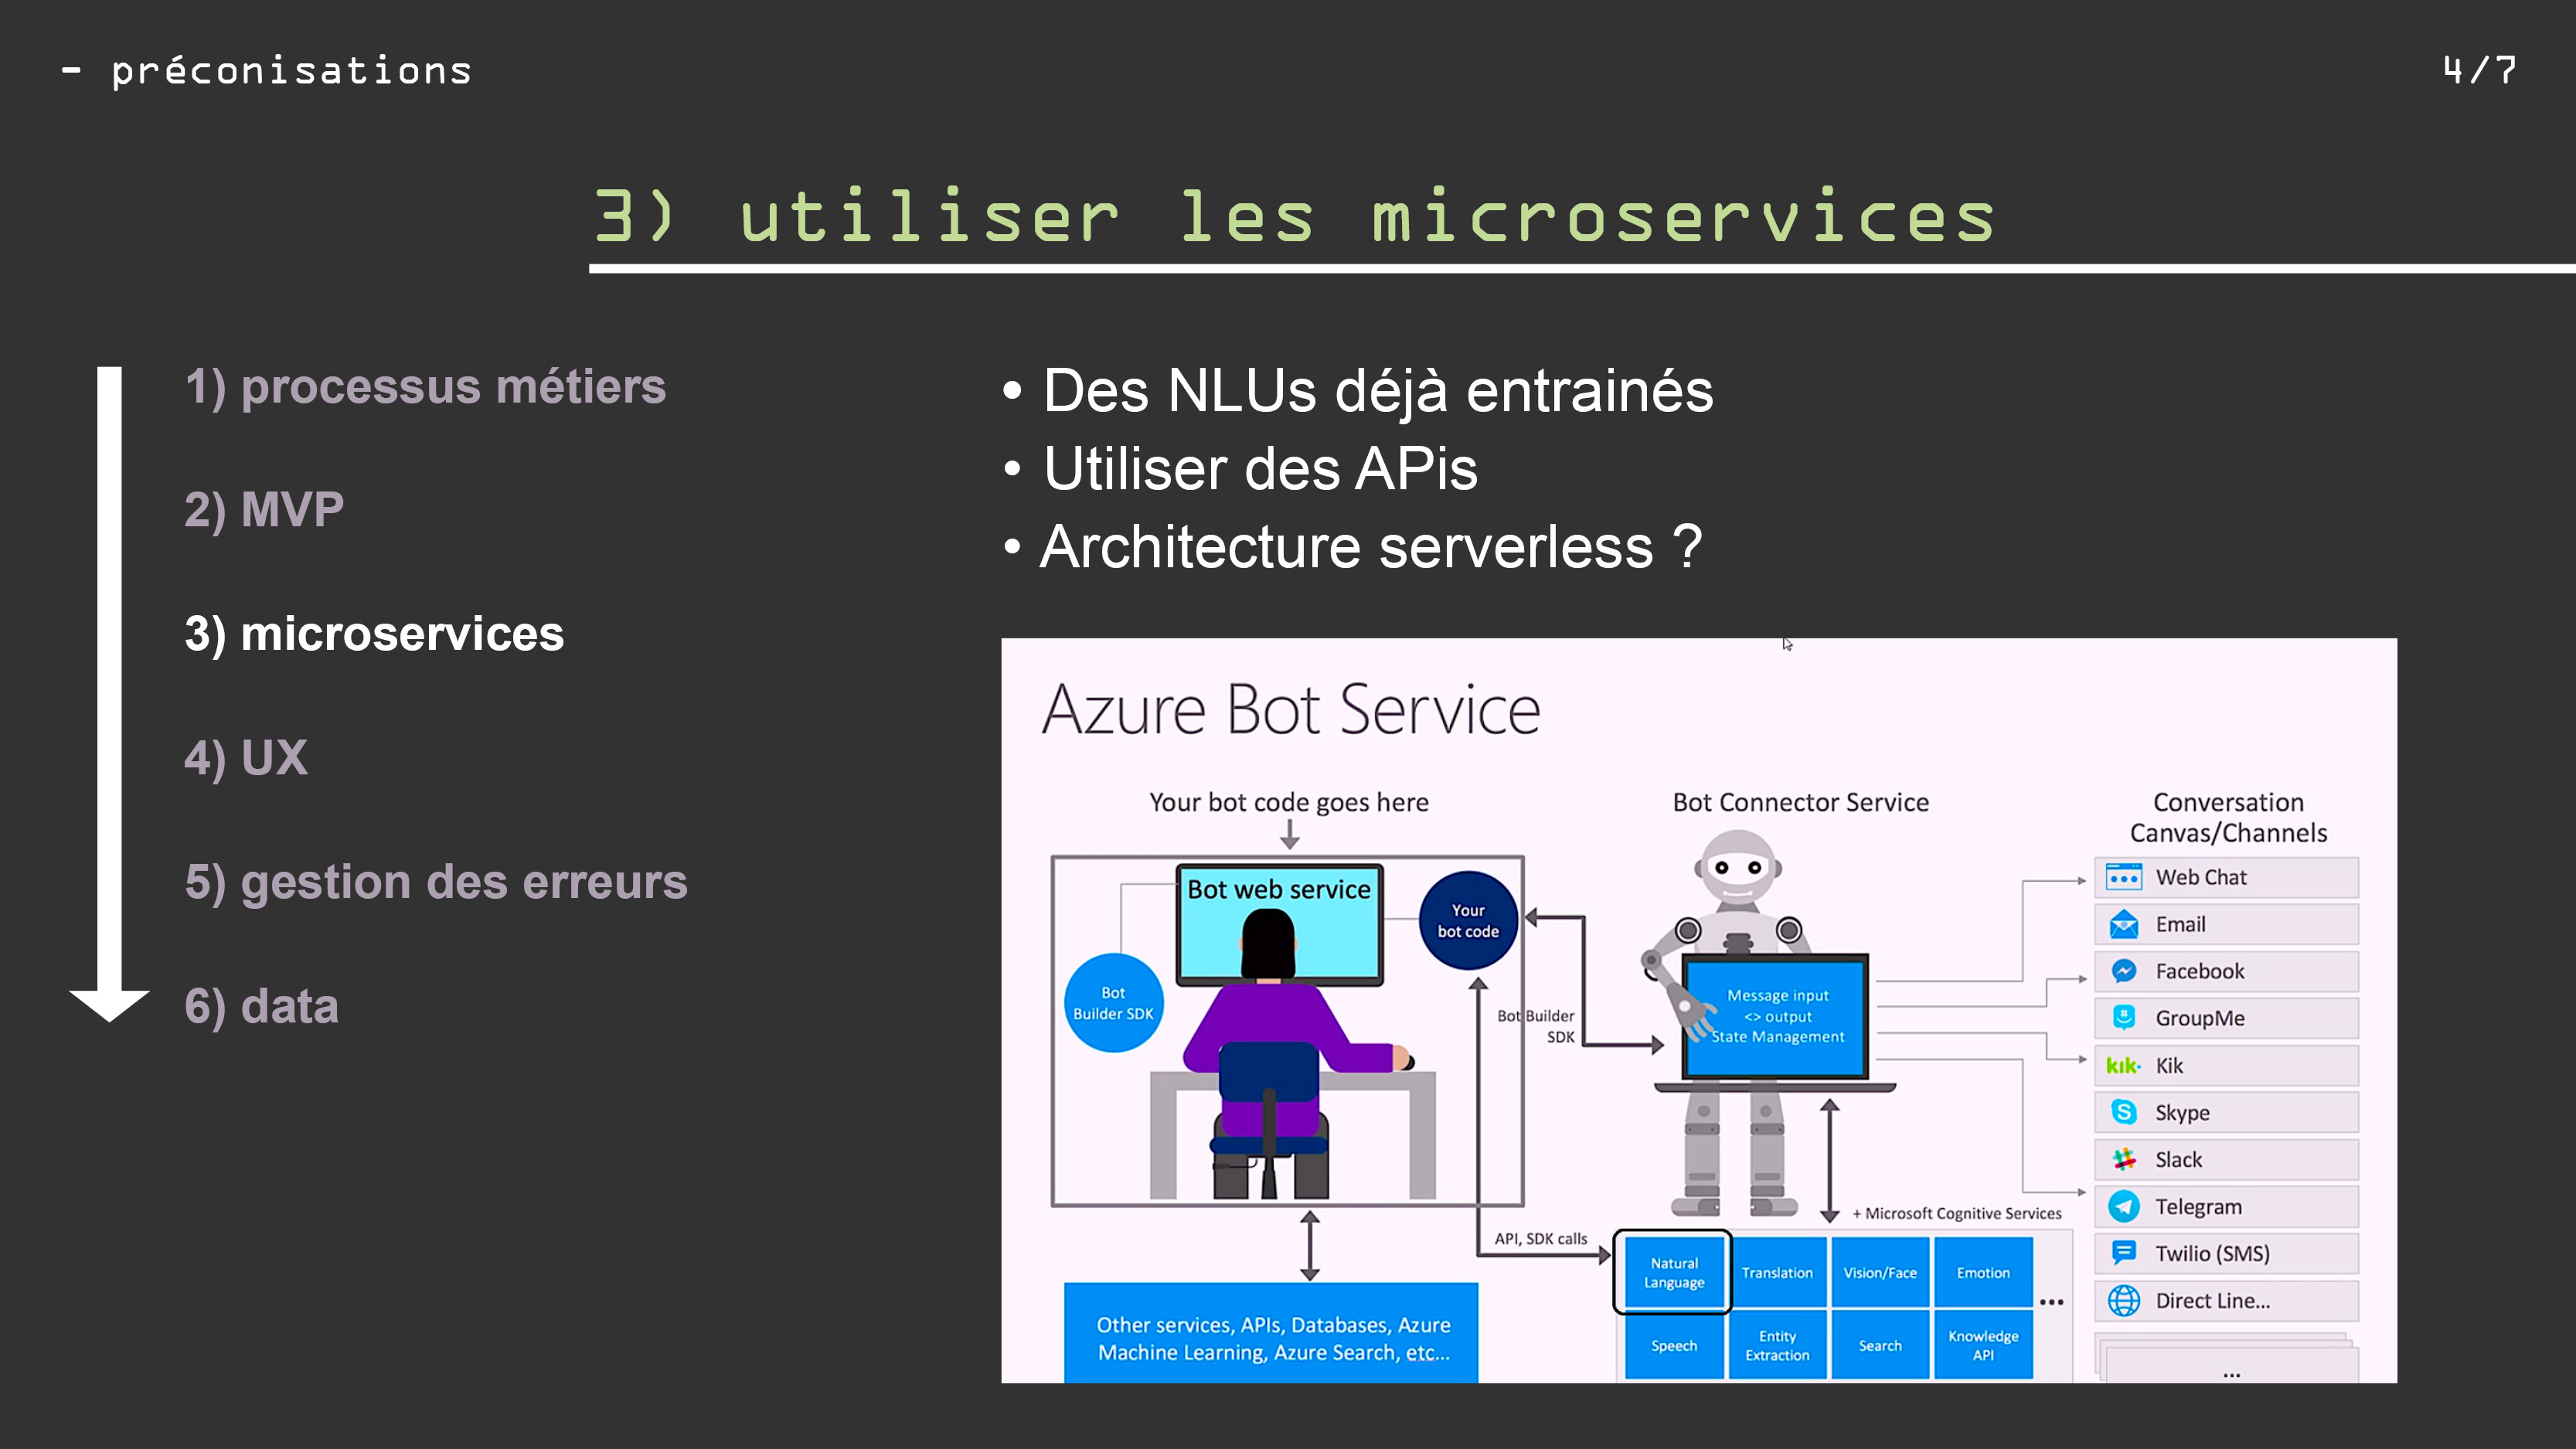 - préconisations
4/7
3) utiliser les microservices
1) processus métiers
2) MVP
3) microservices
4) UX
5) gestion des erreurs
6) data
• Des NLUs déjà entrainés
• Utiliser des APis
• Architecture serverless ?
Azure Bot Service
Your bot code goes here
Bot web service
Your
bot code
Bot
Builder SDK
Bot Builder
SDK
Other services, APIs, Databases, Azure
Machine Learning, Azure Search, etc...
API, SDK calls
Bot Connector Service
Message input
<> output
State Management
+ Microsoft Cognitive Services
Natural
Language
Translation
Vision/Face
Emotion
...
Speech
Entity
Extraction
Search
Knowledge
API
Conversation
Canvas/Channels
Web Chat
Email
Facebook
GroupMe
kik.
Kik
Skype
Slack
Telegram
Twilio (SMS)
Direct Line...
...